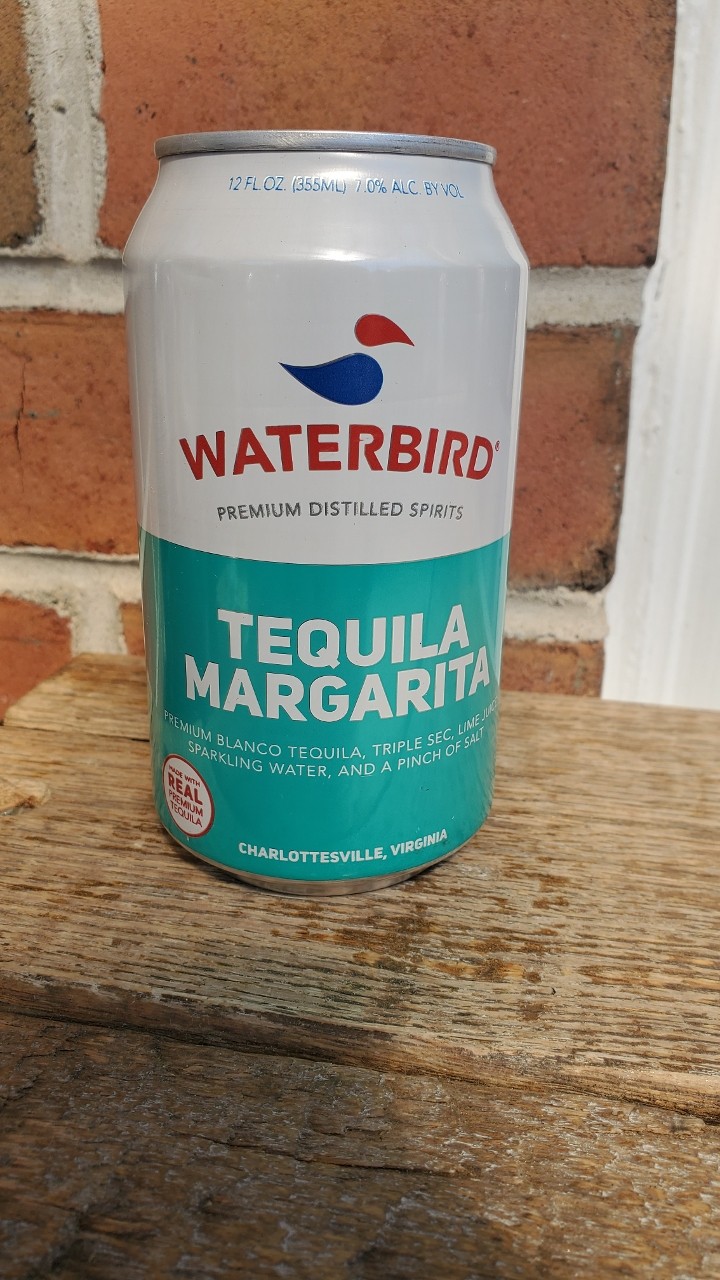 12 FL.OZ. (355ML) 7.0% ALC. BY VOL
WATERBIRD®
PREMIUM DISTILLED SPIRITS
TEQUILA
MARGARITA
PREMIUM BLANCO TEQUILA, TRIPLE SEC, LIME JUICE
SPARKLING WATER, AND A PINCH OF SALT
MADE WITH
REAL
PREMIUM
TEQUILA
CHARLOTTESVILLE, VIRGINIA